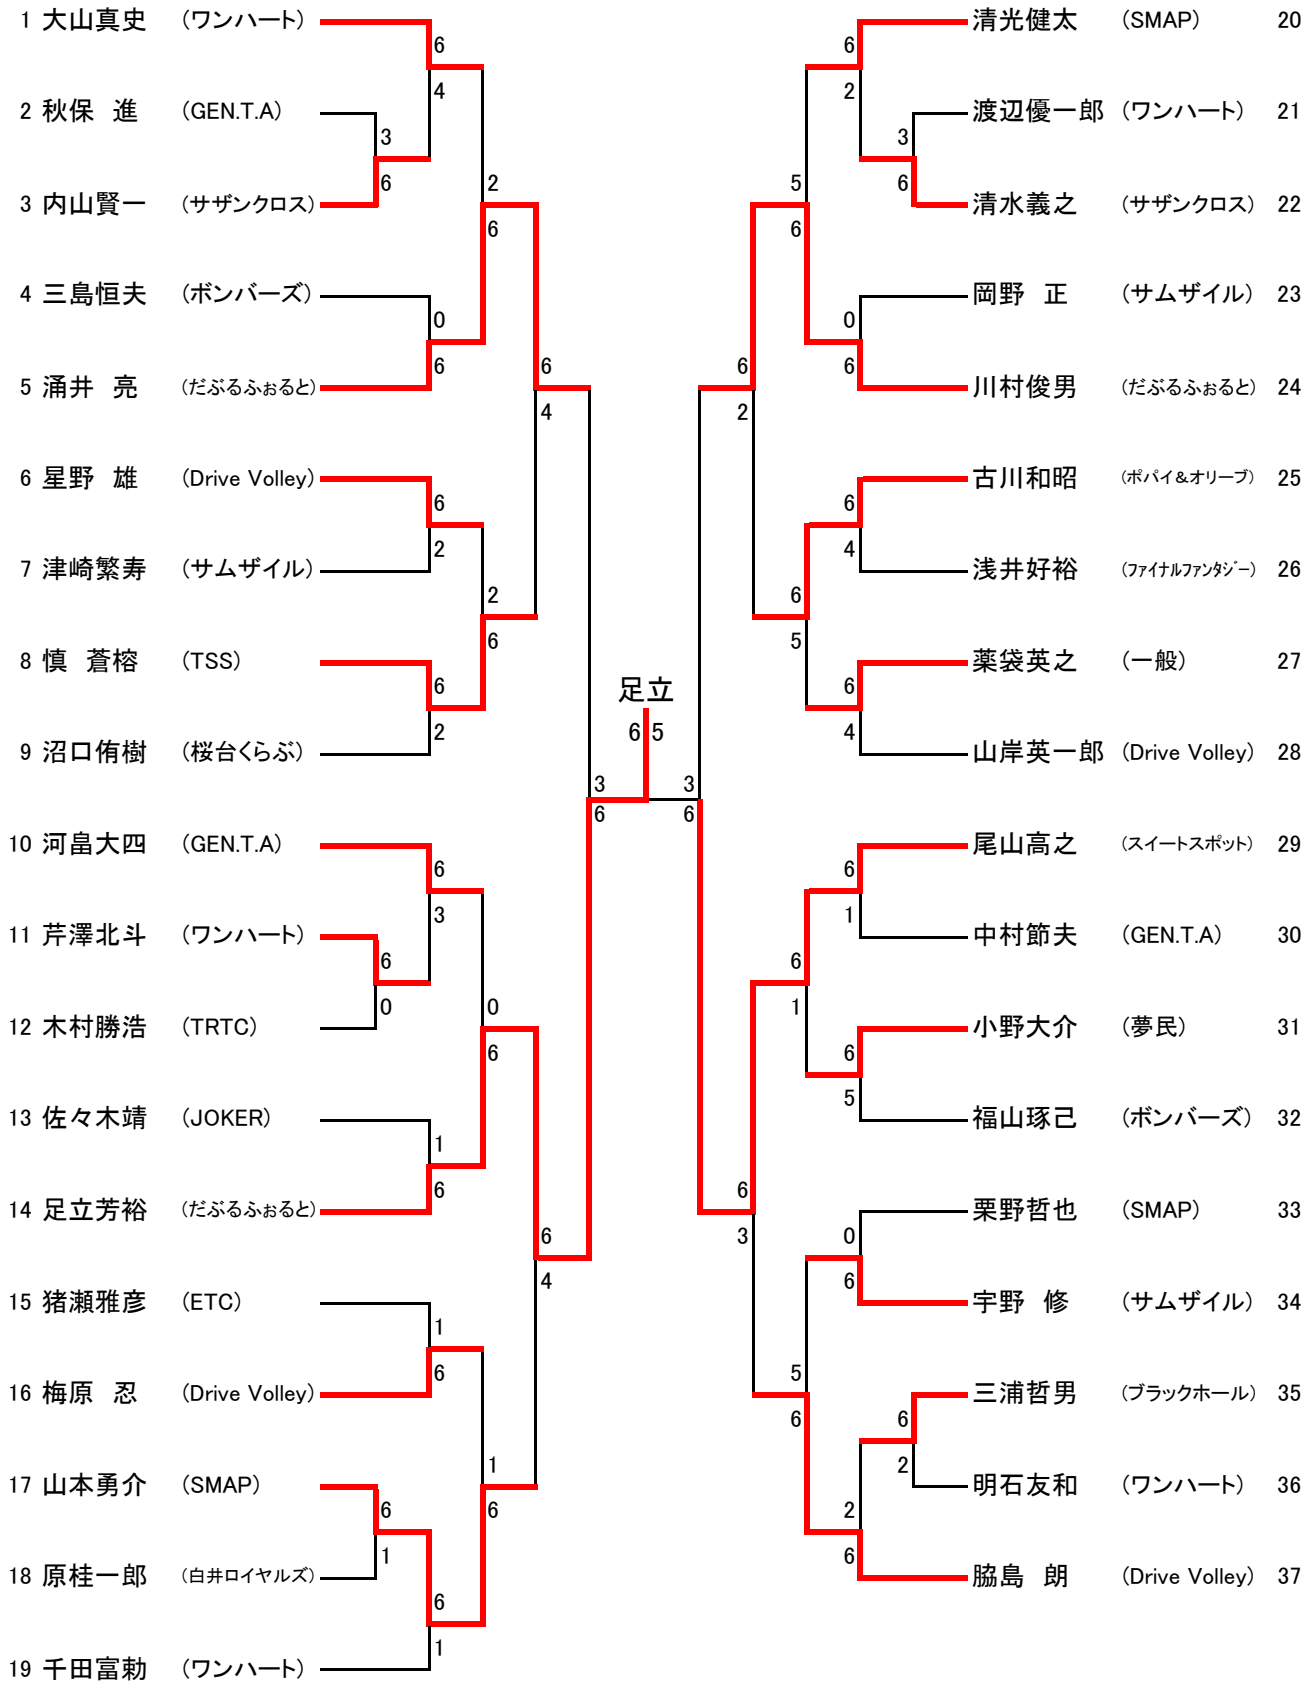 1 大山真史 (ワンハート)
6
4
2 秋保 進 (GEN.T.A)
3
6
3 内山賢一 (サザンクロス)
2
6
4 三島恒夫 (ボンバーズ)
0
6
5 涌井 亮 (だぶるふぉると)
6
4
6 星野 雄 (Drive Volley)
6
2
7 津崎繁寿 (サムザイル)
2
6
8 慎 蒼榕 (TSS)
6
2
9 沼口侑樹 (桜台くらぶ)
3
6
10 河畠大四 (GEN.T.A)
6
3
11 芹澤北斗 (ワンハート)
6
0
12 木村勝浩 (TRTC)
0
6
13 佐々木靖 (JOKER)
1
6
14 足立芳裕 (だぶるふぉると)
6
4
15 猪瀬雅彦 (ETC)
1
6
16 梅原 忍 (Drive Volley)
1
6
17 山本勇介 (SMAP)
6
1
18 原桂一郎 (白井ロイヤルズ)
6
1
19 千田富勅 (ワンハート)
足立
6 5
清光健太 (SMAP) 20
6
2
渡辺優一郎 (ワンハート) 21
3
6
清水義之 (サザンクロス) 22
5
6
岡野 正 (サムザイル) 23
0
6
川村俊男 (だぶるふぉると) 24
6
2
古川和昭 (ポパイ&オリーブ) 25
6
4
浅井好裕 (ファイナルファンタジー) 26
6
5
薬袋英之 (一般) 27
6
4
山岸英一郎 (Drive Volley) 28
3
6
尾山高之 (スイートスポット) 29
6
1
中村節夫 (GEN.T.A) 30
6
1
小野大介 (夢民) 31
6
5
福山琢己 (ボンバーズ) 32
6
3
栗野哲也 (SMAP) 33
0
6
宇野 修 (サムザイル) 34
5
6
三浦哲男 (ブラックホール) 35
6
2
明石友和 (ワンハート) 36
2
6
脇島 朗 (Drive Volley) 37